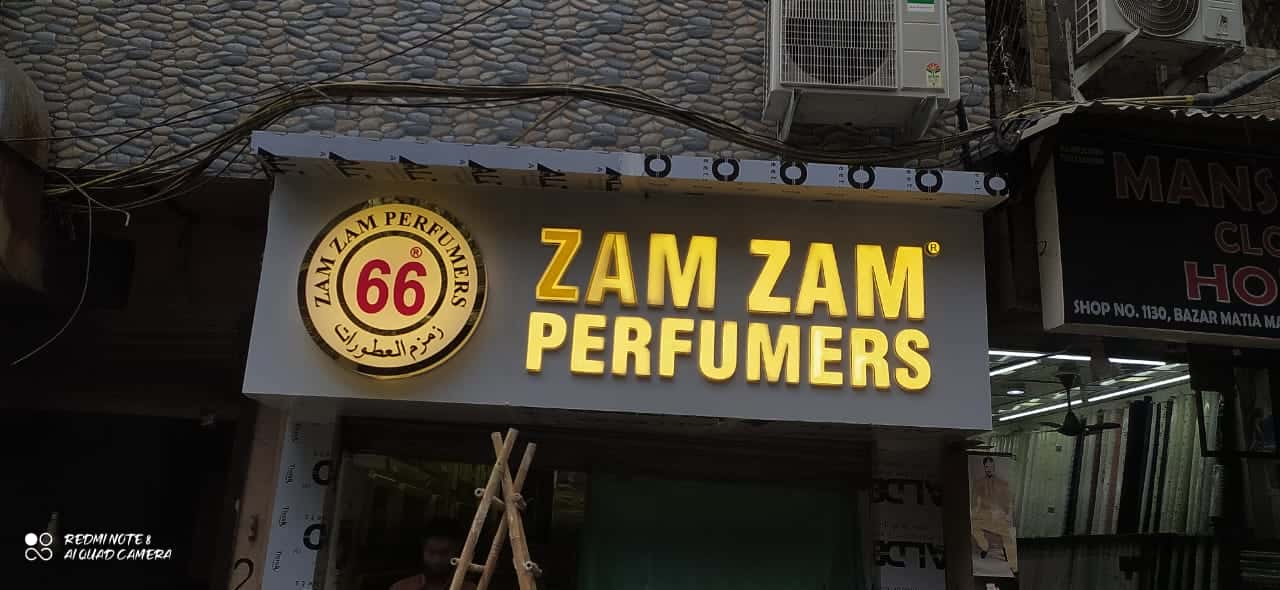 ZAM ZAM PERFUMERS
66®
زمزم العطورات
ZAM ZAM®
PERFUMERS
MANS
CLO
HO
SHOP NO. 1130, BAZAR MATIA MA
REDMI NOTE 8
AI QUAD CAMERA